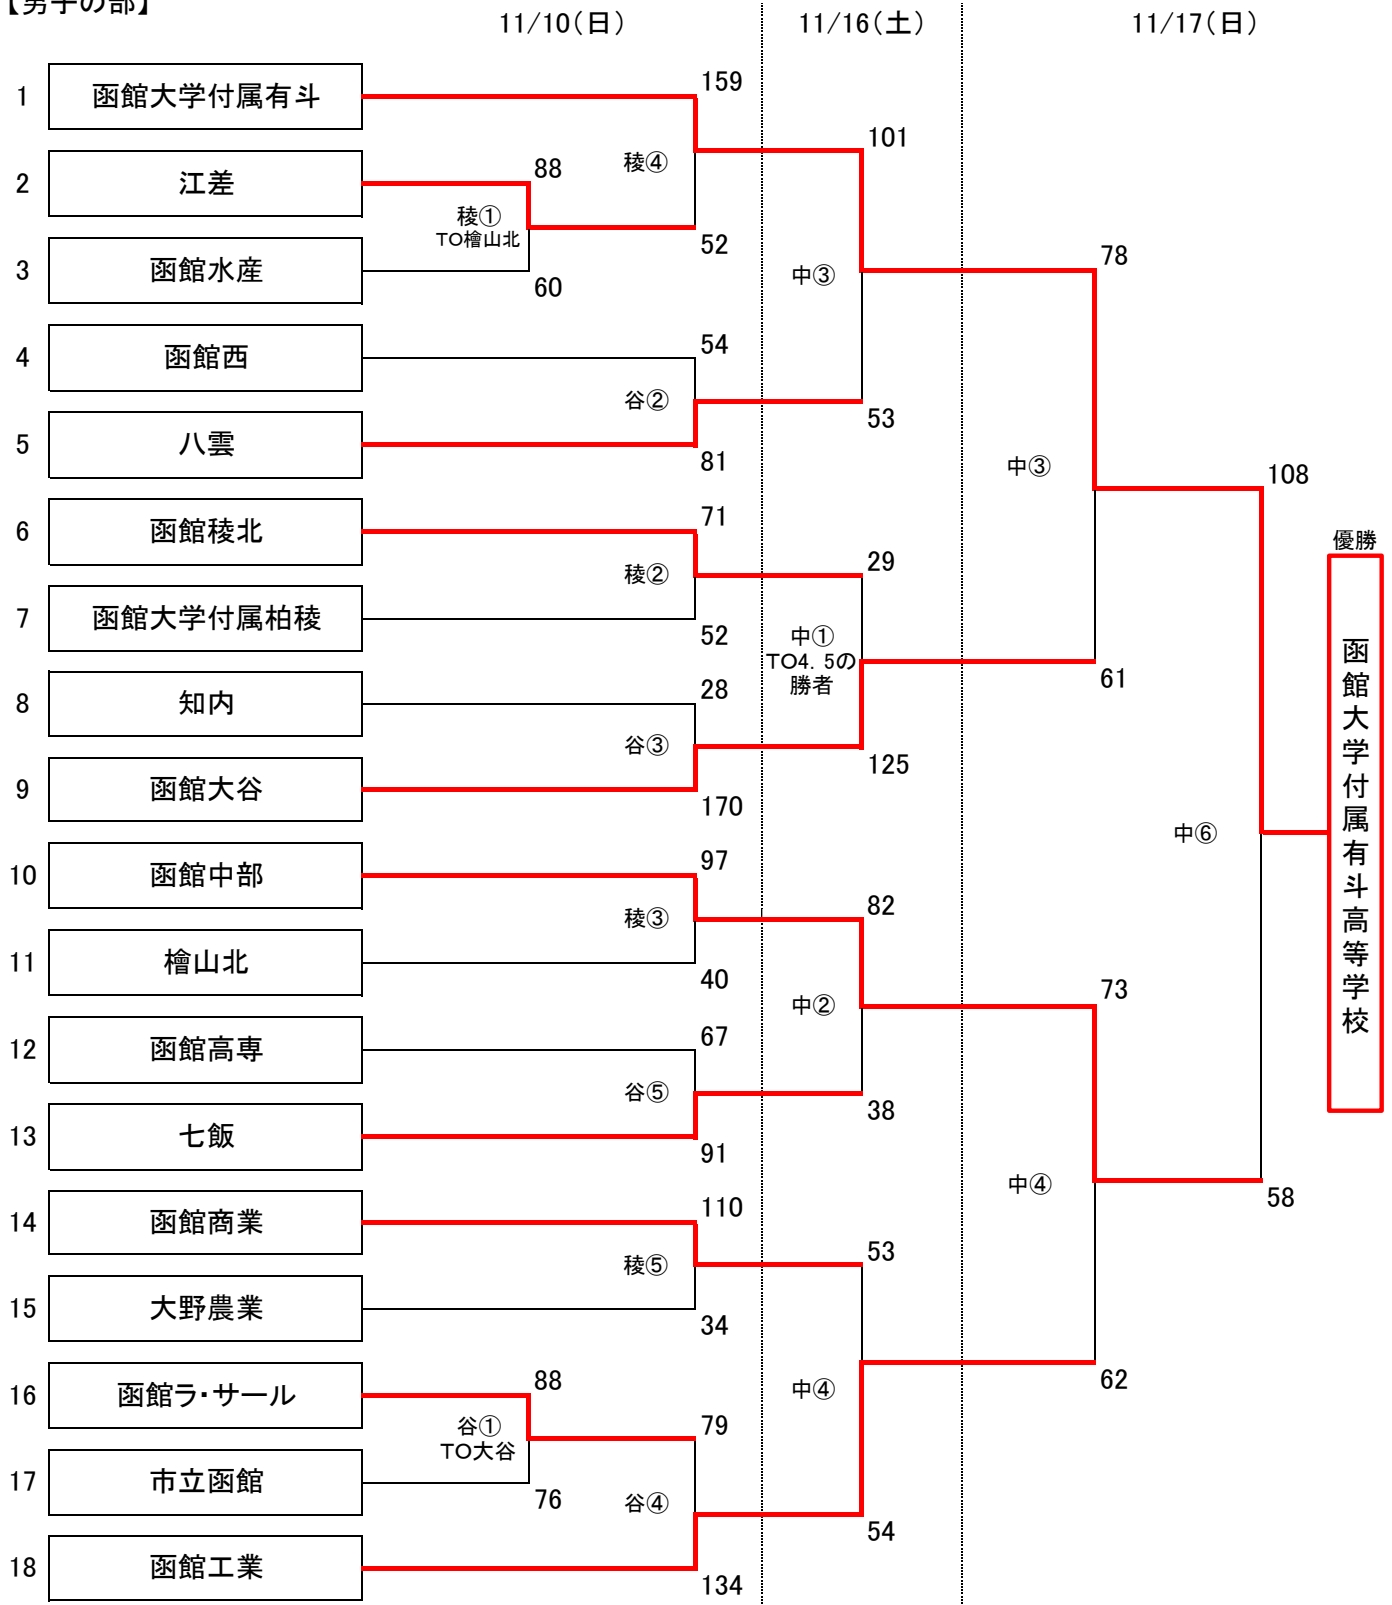 【男子の部】
11/10(日)
11/16(土)
11/17(日)
1 函館大学付属有斗
159
稜④
101
2 江差
88
稜①
TO檜山北
52
3 函館水産
60
中③
78
4 函館西
54
谷②
53
5 八雲
81
中③
108
6 函館稜北
71
稜②
29
優勝
7 函館大学付属柏稜
52
中①
TO4．5の
勝者
61
8 知内
28
谷③
125
9 函館大谷
170
中⑥
函館大学付属有斗高等学校
10 函館中部
97
稜③
82
11 檜山北
40
中②
73
12 函館高専
67
谷⑤
38
13 七飯
91
中④
58
14 函館商業
110
稜⑤
53
15 大野農業
34
62
16 函館ラ・サール
88
谷①
TO大谷
79
中④
17 市立函館
76
谷④
54
18 函館工業
134